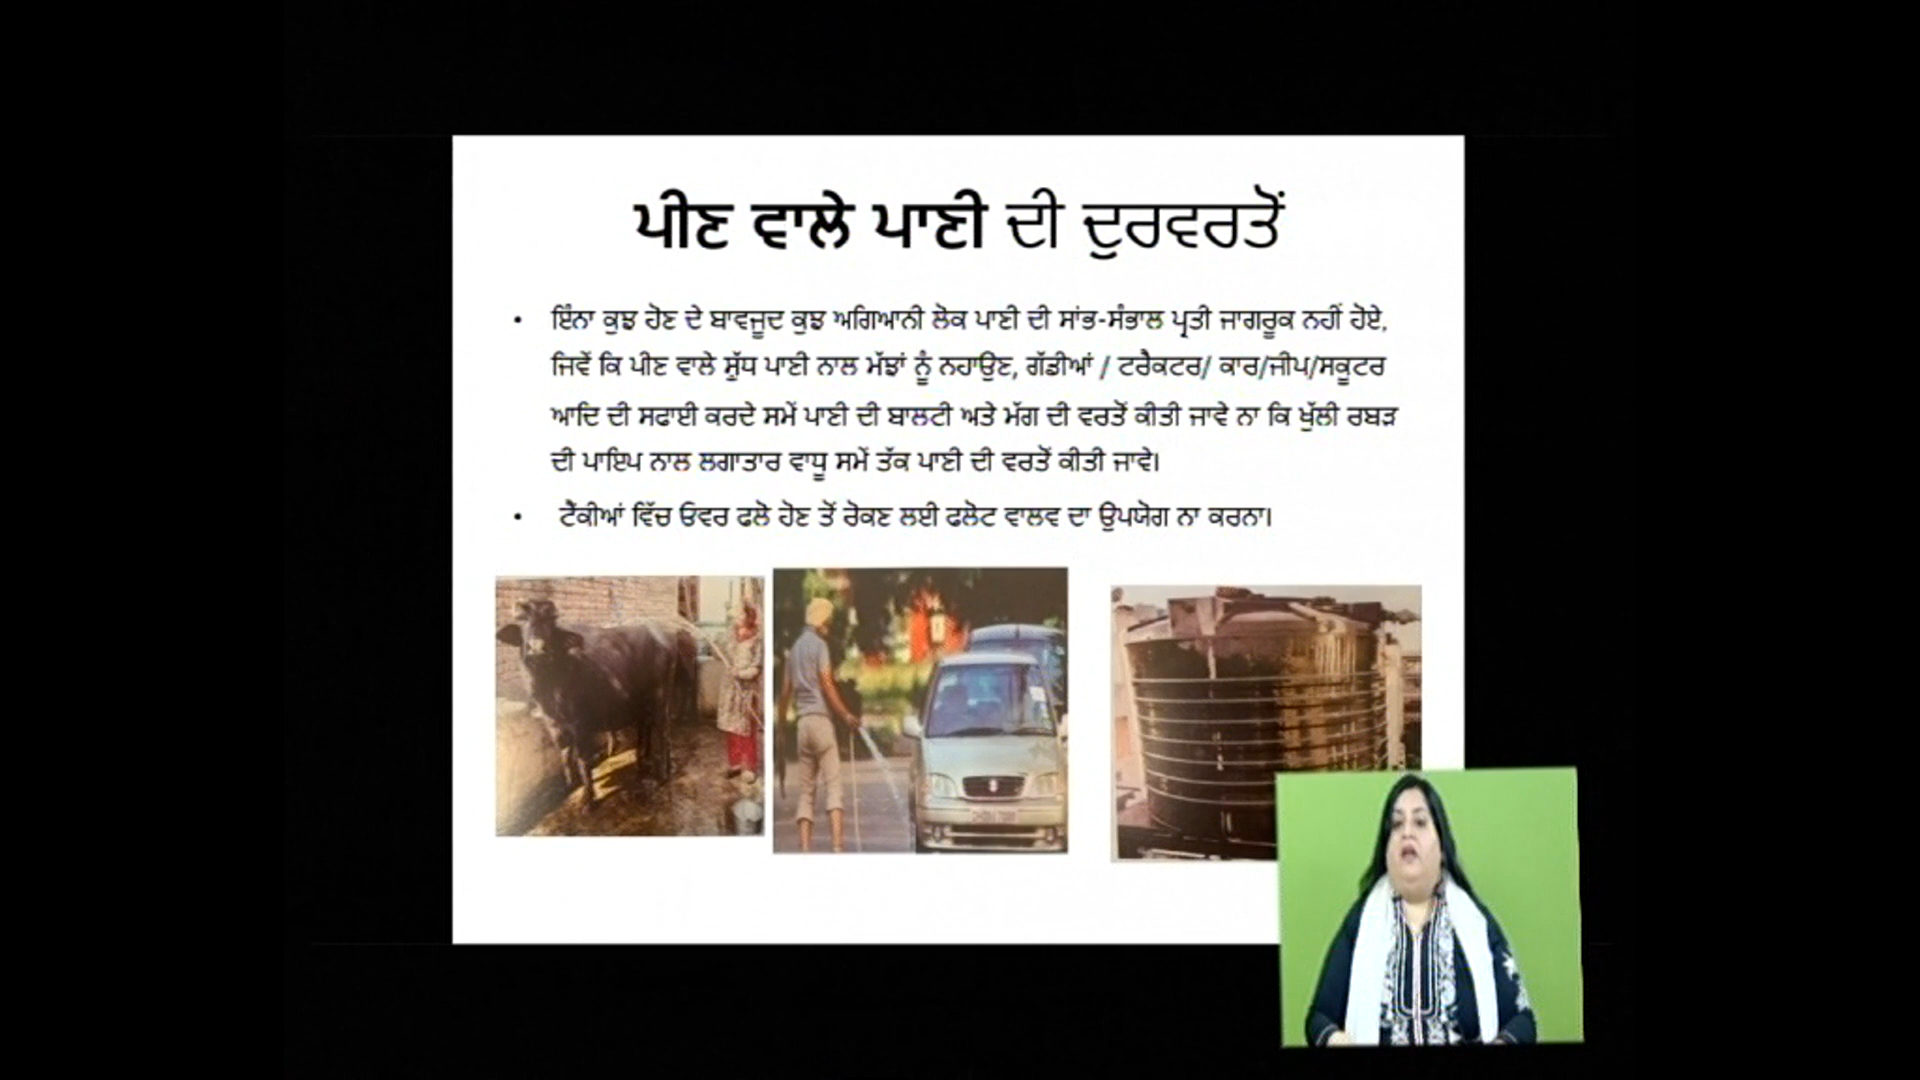 ਪੀਣ ਵਾਲੇ ਪਾਣੀ ਦੀ ਦੁਰਵਰਤੋਂ
• ਇੰਨਾ ਕੁਝ ਹੋਣ ਦੇ ਬਾਵਜੂਦ ਕੁਝ ਅਗਿਆਨੀ ਲੋਕ ਪਾਣੀ ਦੀ ਸਾਂਭ-ਸੰਭਾਲ ਪ੍ਰਤੀ ਜਾਗਰੂਕ ਨਹੀਂ ਹੋਏ,
ਜਿਵੇਂ ਕਿ ਪੀਣ ਵਾਲੇ ਸ਼ੁੱਧ ਪਾਣੀ ਨਾਲ ਮੱਝਾਂ ਨੂੰ ਨਹਾਉਣ, ਗੱਡੀਆਂ / ਟਰੈਕਟਰ/ ਕਾਰ/ਜੀਪ/ਸਕੂਟਰ
ਆਦਿ ਦੀ ਸਫਾਈ ਕਰਦੇ ਸਮੇਂ ਪਾਣੀ ਦੀ ਬਾਲਟੀ ਅਤੇ ਮੱਗ ਦੀ ਵਰਤੋਂ ਕੀਤੀ ਜਾਵੇ ਨਾ ਕਿ ਖੁੱਲੀ ਰਬੜ
ਦੀ ਪਾਇਪ ਨਾਲ ਲਗਾਤਾਰ ਵਾਧੂ ਸਮੇਂ ਤੱਕ ਪਾਣੀ ਦੀ ਵਰਤੋਂ ਕੀਤੀ ਜਾਵੇ।
• ਟੈਂਕੀਆਂ ਵਿੱਚ ਓਵਰ ਫਲੋ ਹੋਣ ਤੋਂ ਰੋਕਣ ਲਈ ਫਲੋਟ ਵਾਲਵ ਦਾ ਉਪਯੋਗ ਨਾ ਕਰਨਾ।